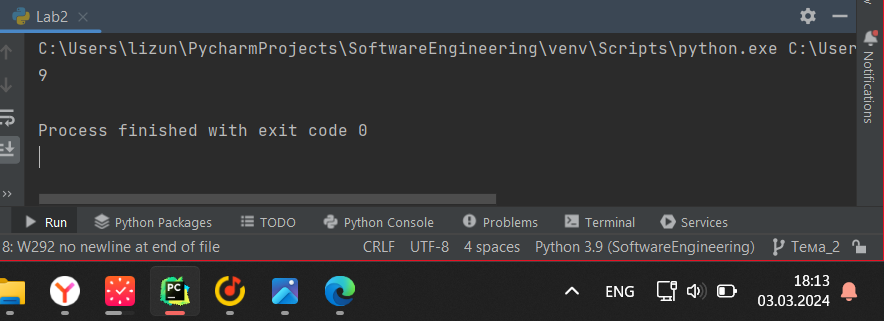 Lab2
C:\Users\lizun\PycharmProjects\SoftwareEngineering\venv\Scripts\python.exe C:\User
9
Process finished with exit code 0
Notifications
Run Python Packages TODO Python Console Problems Terminal Services
8: W292 no newline at end of file CRLF UTF-8 4 spaces Python 3.9 (SoftwareEngineering) Тема_2
PC ENG 18:13
03.03.2024